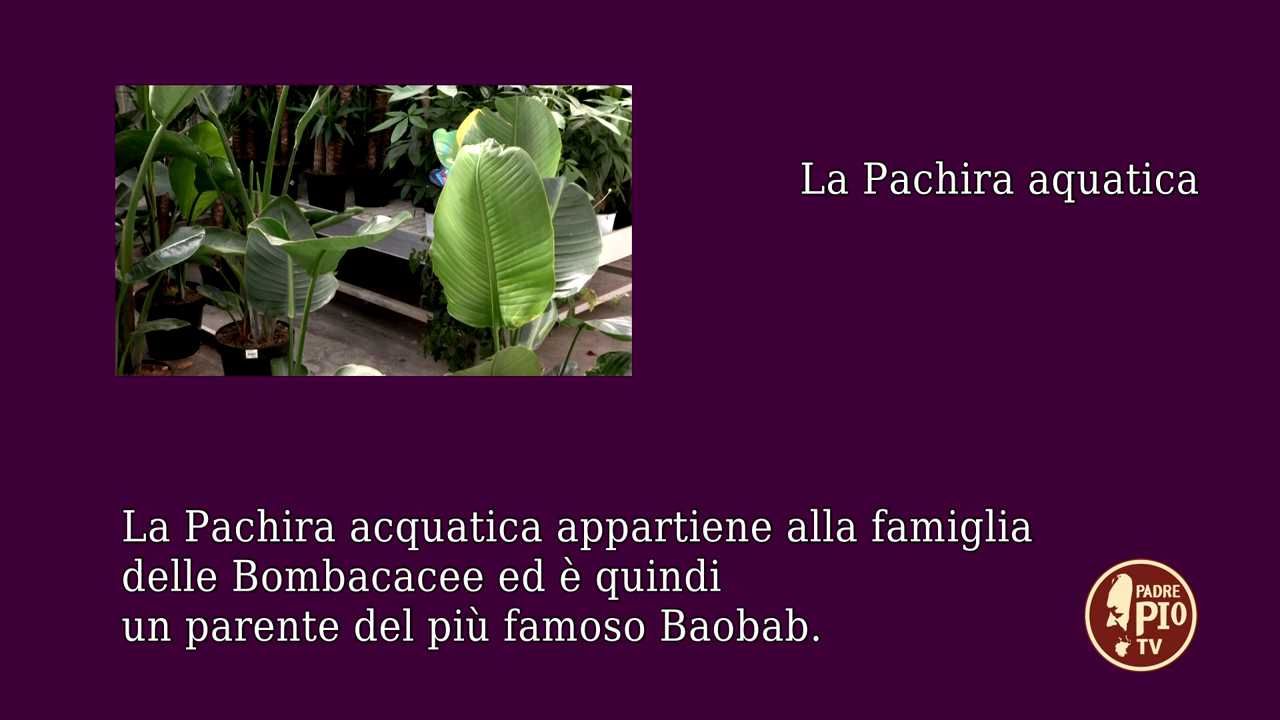 La Pachira aquatica
La Pachira acquatica appartiene alla famiglia
delle Bombacacee ed è quindi
un parente del più famoso Baobab.
PADRE
PIO
TV